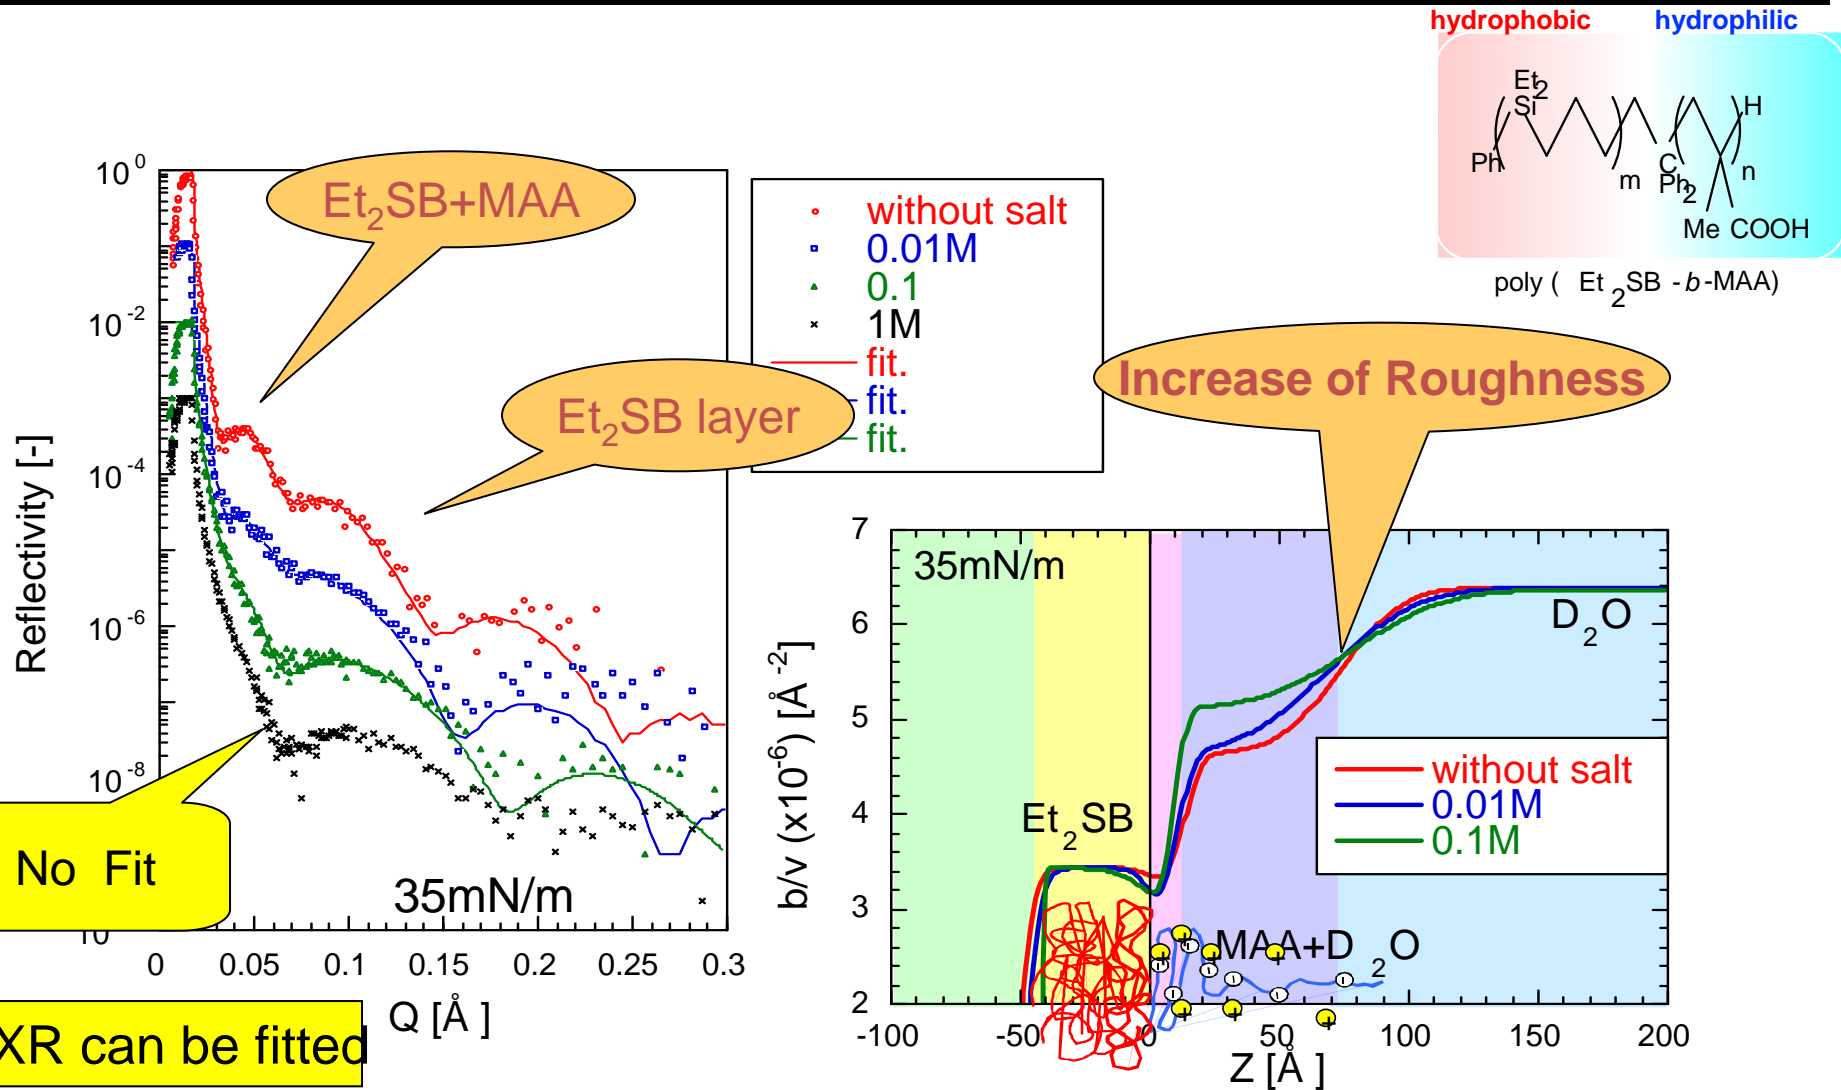 hydrophobic hydrophilic
Et2
Si
H
Ph
m
C
Ph2
n
Me COOH
poly ( Et2SB -b-MAA)
Et2SB+MAA
without salt
0.01M
0.1
1M
fit.
fit.
fit.
Et2SB layer
Increase of Roughness
Reflectivity [-]
10^0
10^-2
10^-4
10^-6
10^-8
10
0 0.05 0.1 0.15 0.2 0.25 0.3
Q [Å ]
35mN/m
No Fit
XR can be fitted
35mN/m
b/v (x10^-6) [Å^-2]
7
6
5
4
3
2
D2O
Et2SB
without salt
0.01M
0.1M
MAA+D2O
-100 -50 0 50 100 150 200
Z [Å ]